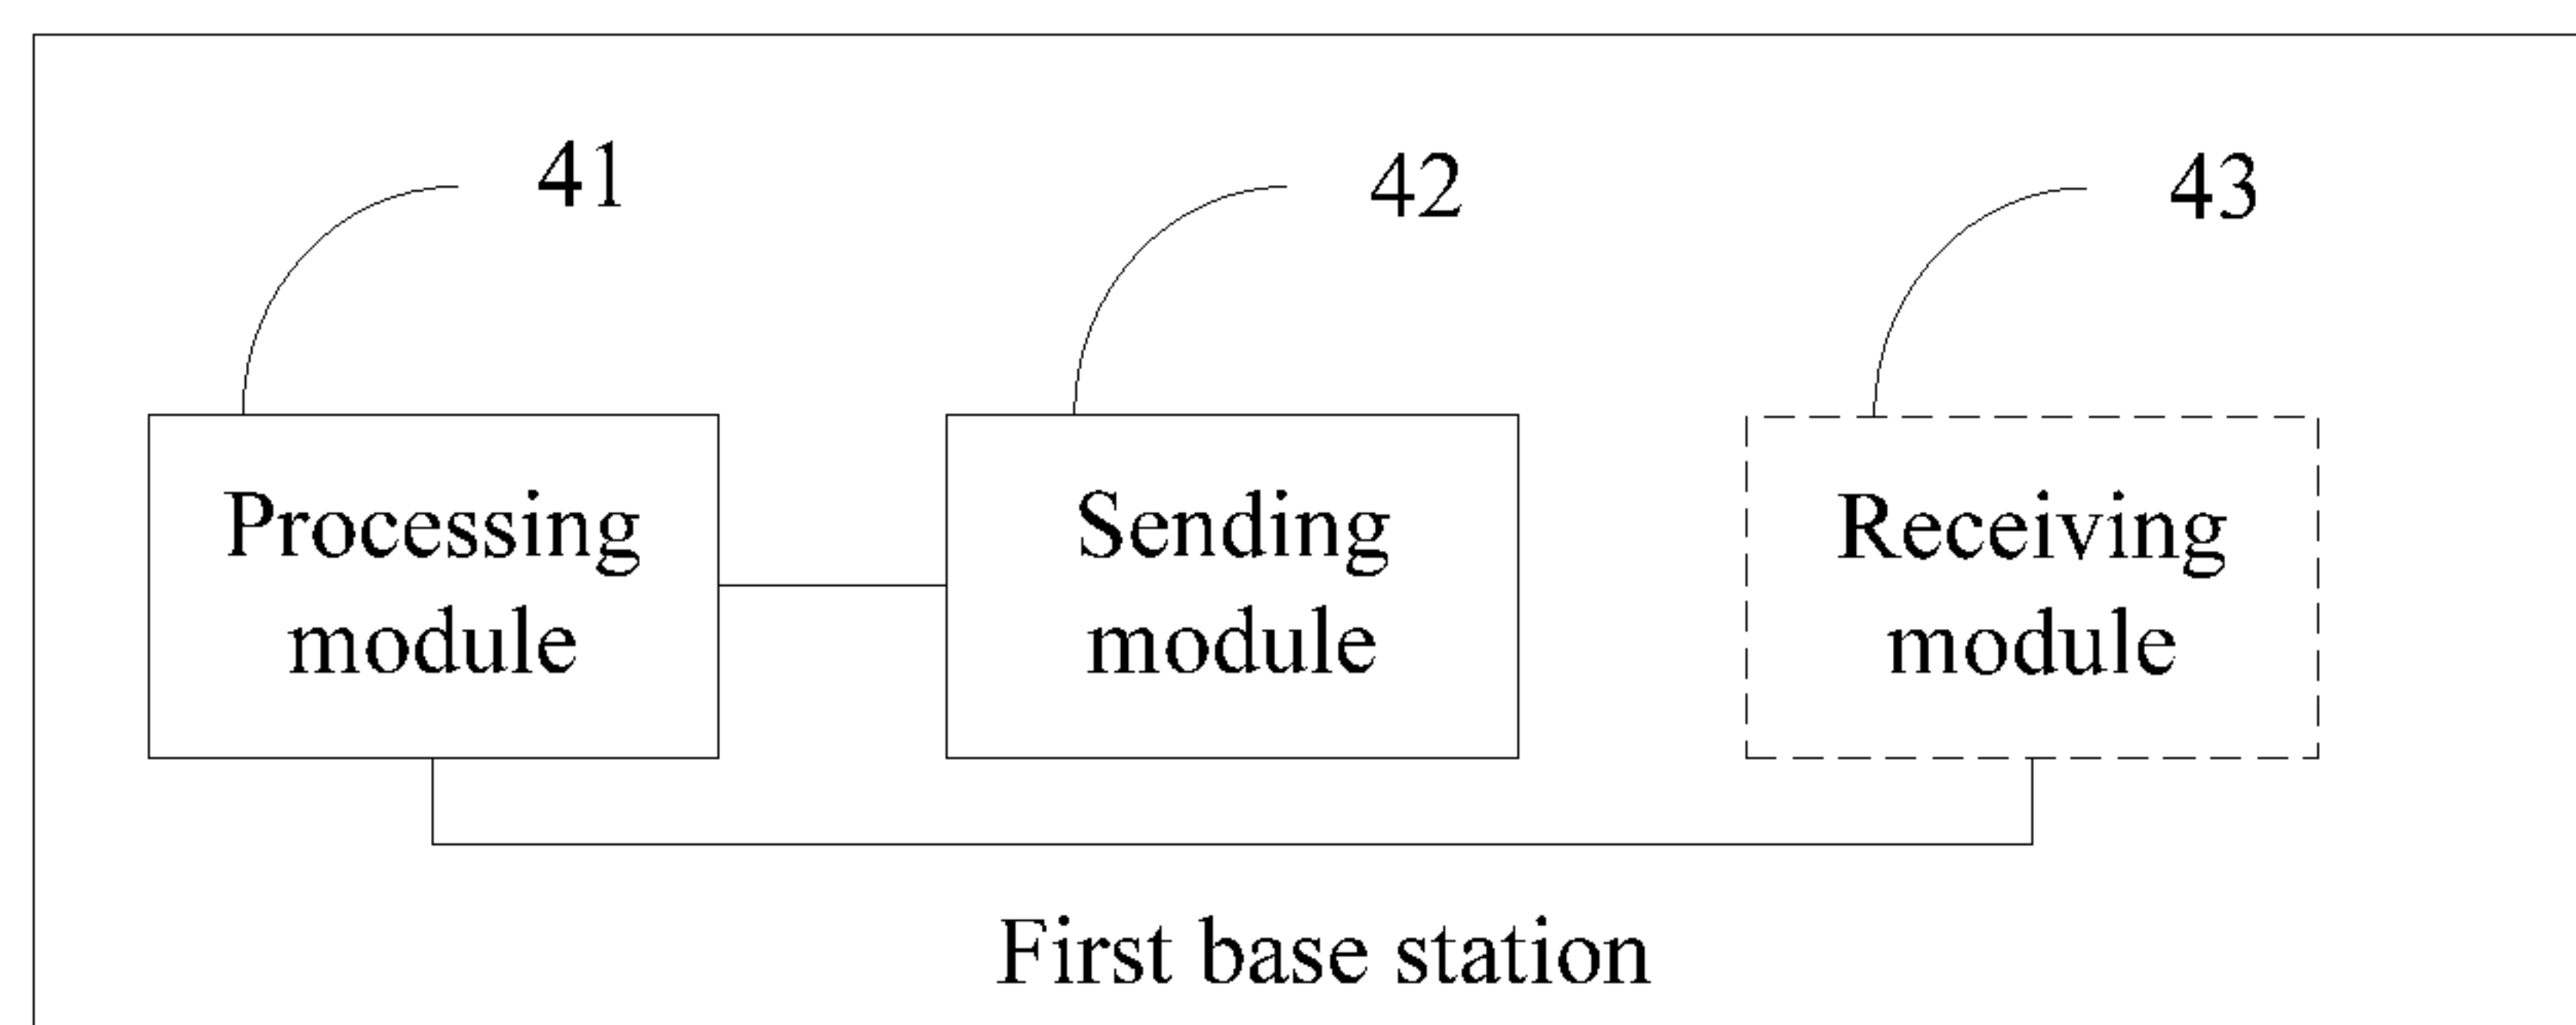 41
42
43
Processing
module
Sending
module
Receiving
module
First base station